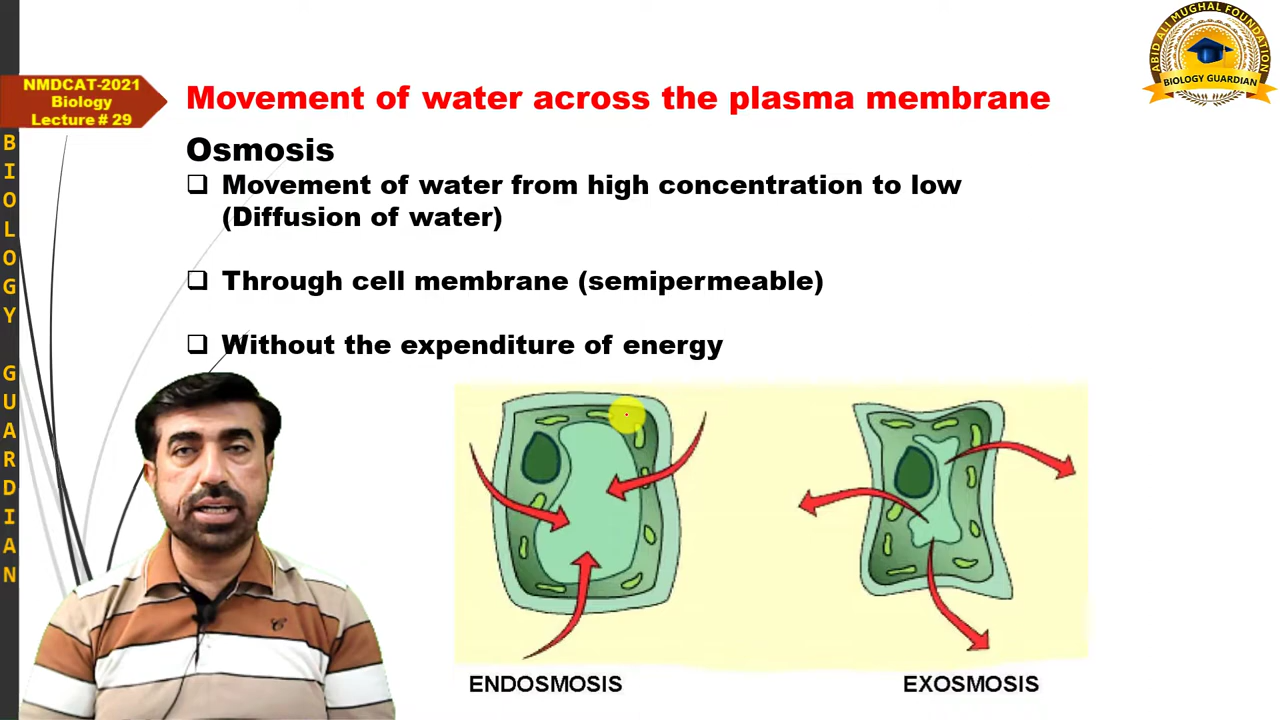 ABID ALI MUGHAL FOUNDATION
BIOLOGY GUARDIAN
NMDCAT-2021
Biology
Lecture # 29
BIOLOGY GUARDIAN
Movement of water across the plasma membrane
Osmosis
Movement of water from high concentration to low
(Diffusion of water)
Through cell membrane (semipermeable)
Without the expenditure of energy
ENDOSMOSIS
EXOSMOSIS